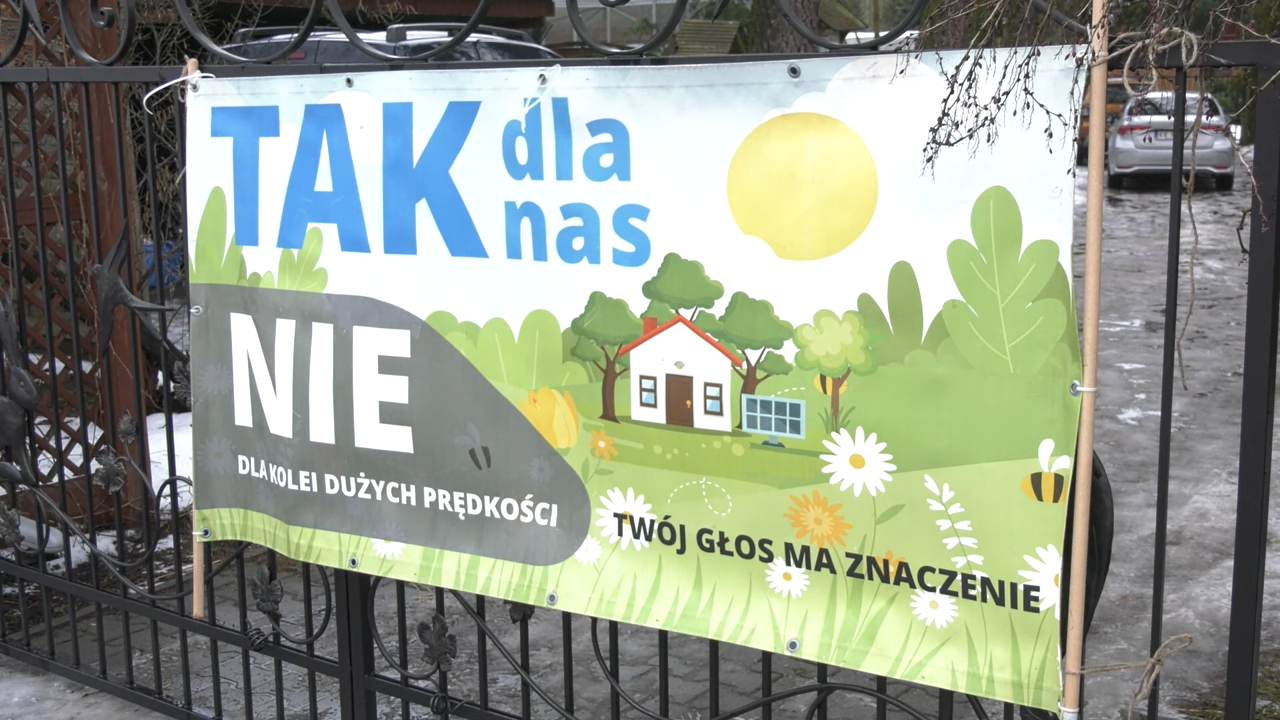 TAK dla
nas
NIE
DLA KOLEI DUŻYCH PRĘDKOŚCI
TWÓJ GŁOS MA ZNACZENIE